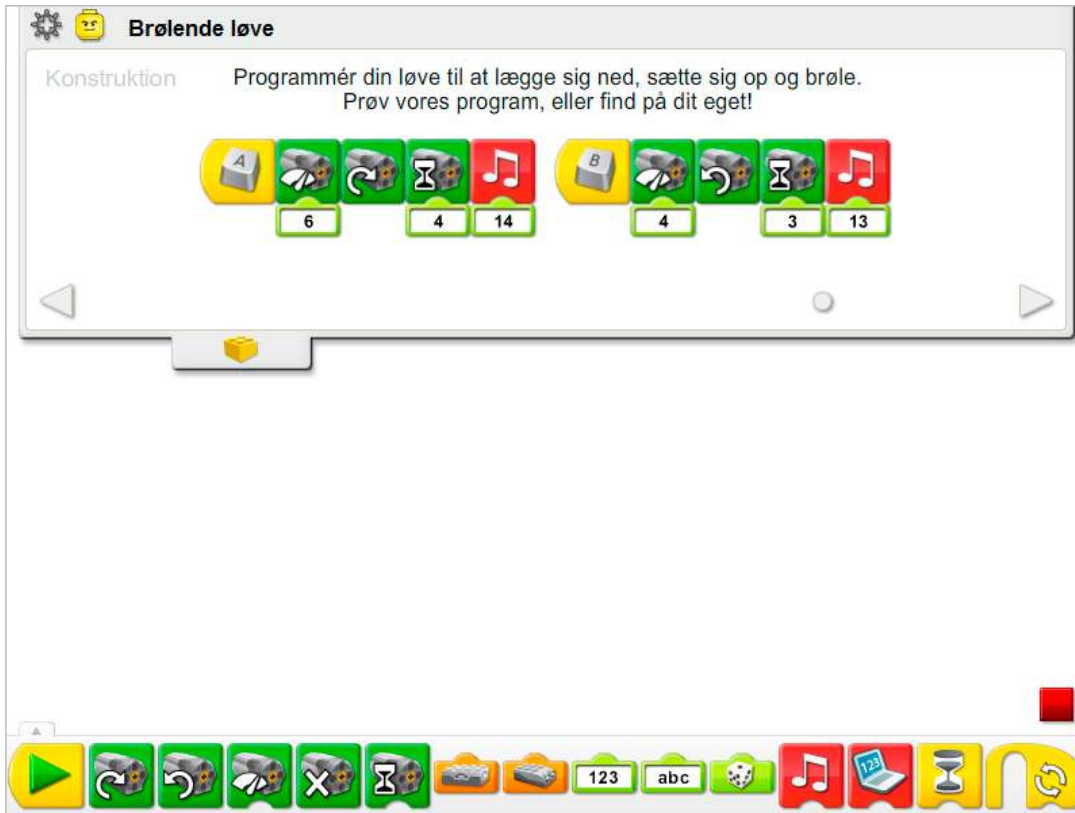 Brølende løve
Konstruktion
Programmér din løve til at lægge sig ned, sætte sig op og brøle.
Prøv vores program, eller find på dit eget!
A B
6 4 14 4 3 13
123 abc 123